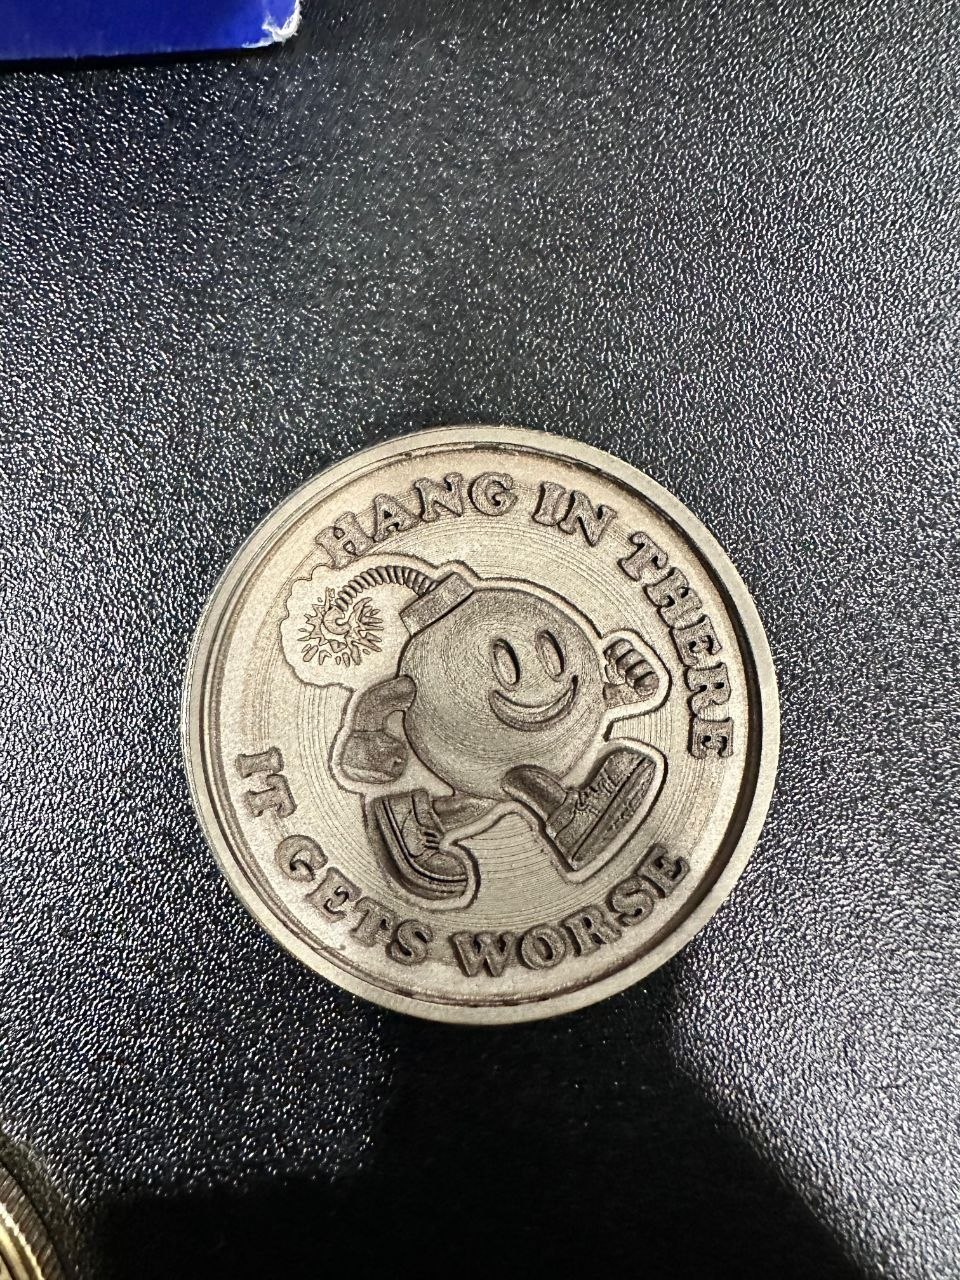 HANG IN THERE
IT GETS WORSE